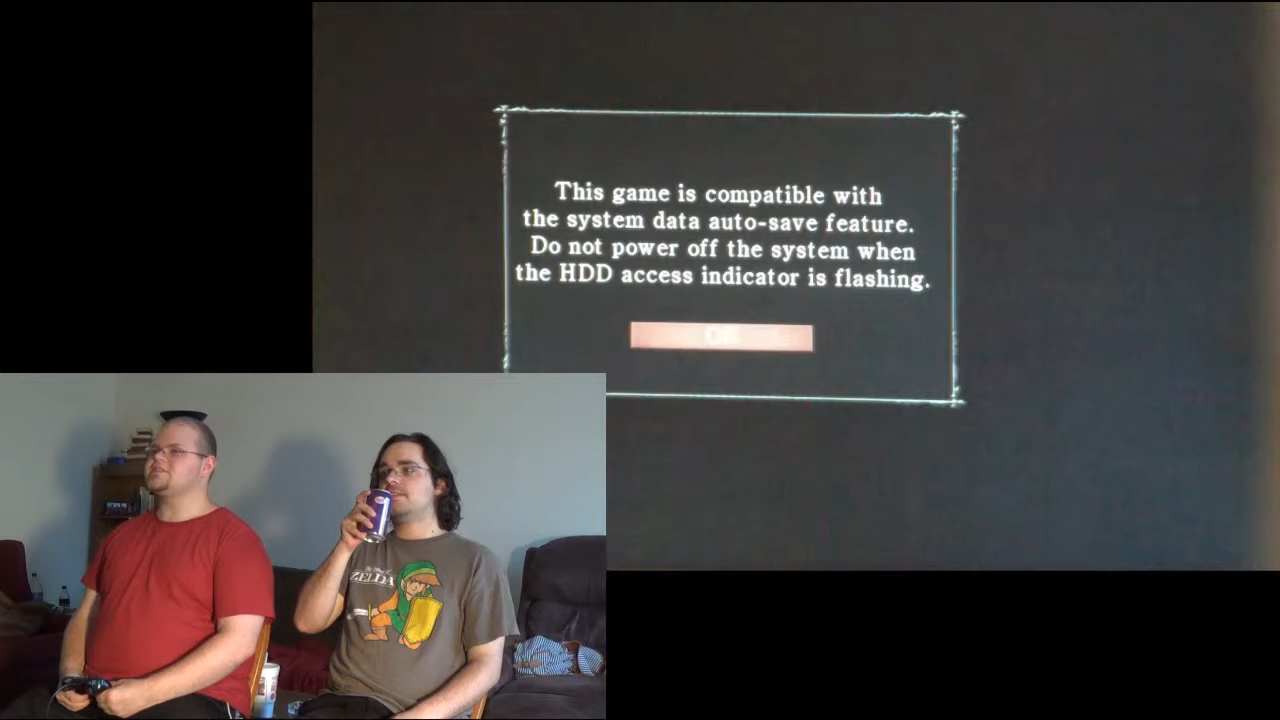 This game is compatible with
the system data auto-save feature.
Do not power off the system when
the HDD access indicator is flashing.
OK
ZELDA